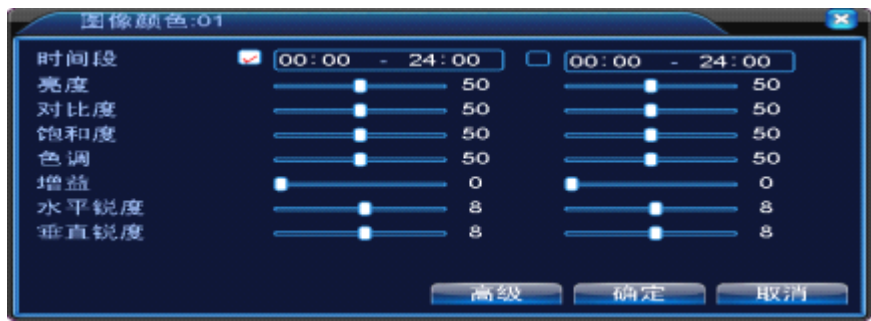 图像颜色:01
时间段 00:00 - 24:00 00:00 - 24:00
亮度 50 50
对比度 50 50
饱和度 50 50
色调 50 50
增益 0 0
水平锐度 8 8
垂直锐度 8 8
高级 确定 取消